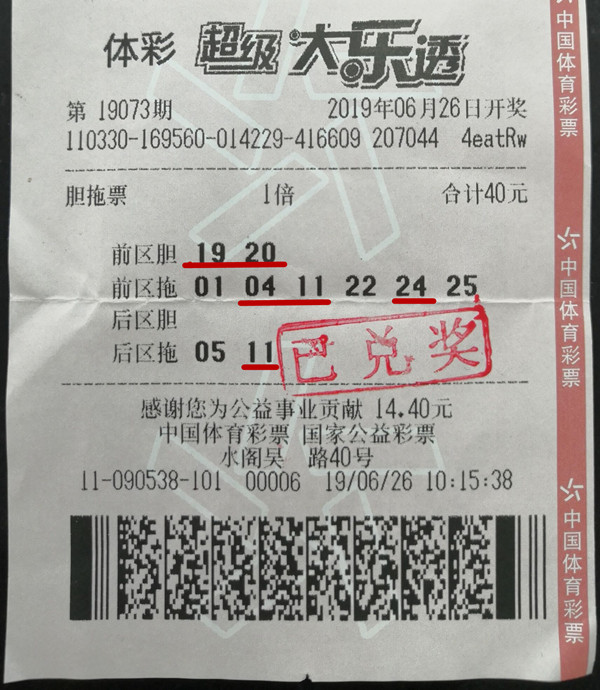 体彩 超级大乐透
第 19073期 2019年06月26日开奖
110330-169560-014229-416609 207044 4eatRw
胆拖票 1倍 合计40元
前区胆 19 20
前区拖 01 04 11 22 24 25
后区胆
后区拖 05 11
已兑奖
感谢您为公益事业贡献 14.40元
中国体育彩票 国家公益彩票
水阁吴 路40号
11-090538-101 00006 19/06/26 10:15:38
中国体育彩票
中国体育彩票
中国体育彩票